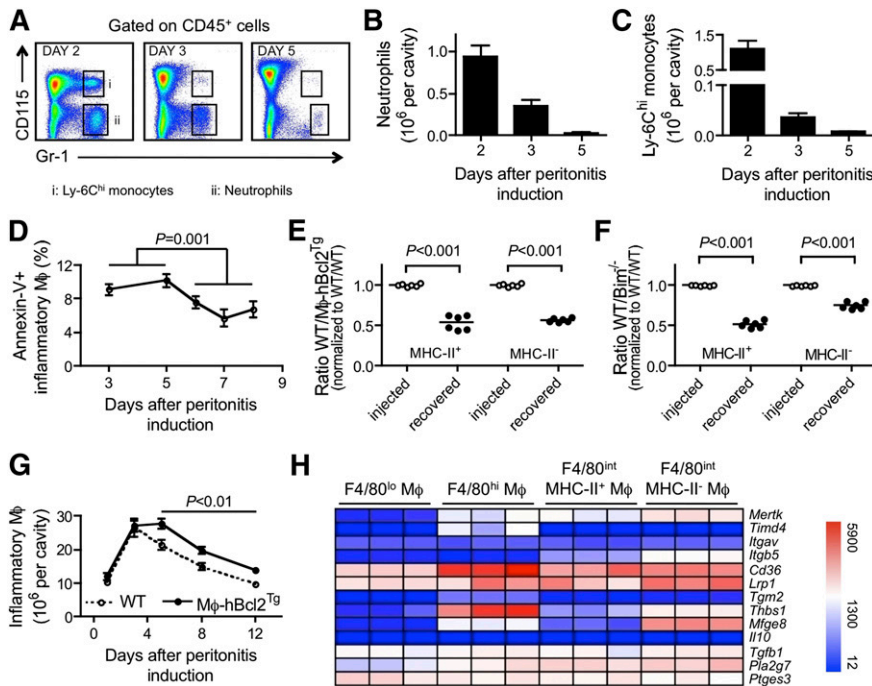 A
Gated on CD45⁺ cells
DAY 2
DAY 3
DAY 5
i
ii
CD115
Gr-1
i: Ly-6Cʰⁱ monocytes
ii: Neutrophils
B
Neutrophils
(10⁶ per cavity)
1.0
0.5
0.0
2
3
5
Days after peritonitis
induction
C
Ly-6Cʰⁱ monocytes
(10⁶ per cavity)
1.5
0.5
0.1
0.0
2
3
5
Days after peritonitis
induction
D
P=0.001
Annexin-V+
inflammatory Mϕ (%)
12
8
4
0
3
5
7
9
Days after peritonitis
induction
E
P<0.001
P<0.001
Ratio WT/Mϕ-hBcl2ᵀᵍ
(normalized to WT/WT)
1.0
0.5
0.0
MHC-II⁺
MHC-II⁻
injected
recovered
injected
recovered
F
P<0.001
P<0.001
Ratio WT/Bim⁻/⁻
(normalized to WT/WT)
1.0
0.5
0.0
MHC-II⁺
MHC-II⁻
injected
recovered
injected
recovered
G
P<0.01
Inflammatory Mϕ
(10⁶ per cavity)
30
20
10
0
WT
Mϕ-hBcl2ᵀᵍ
0
4
8
12
Days after peritonitis
induction
H
F4/80ˡᵒ Mϕ
F4/80ʰⁱ Mϕ
F4/80ⁱⁿᵗ
MHC-II⁺ Mϕ
F4/80ⁱⁿᵗ
MHC-II⁻ Mϕ
Mertk
Timd4
Itgav
Itgb5
Cd36
Lrp1
Tgm2
Thbs1
Mfge8
Il10
Tgfb1
Pla2g7
Ptges3
5900
1300
12